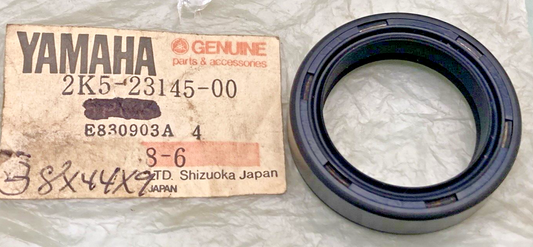 YAMAHA
GENUINE
parts & accessories
2K5-23145-00
E830903A 4
8-6
LTD. Shizuoka Japan
JAPAN
38X44X9